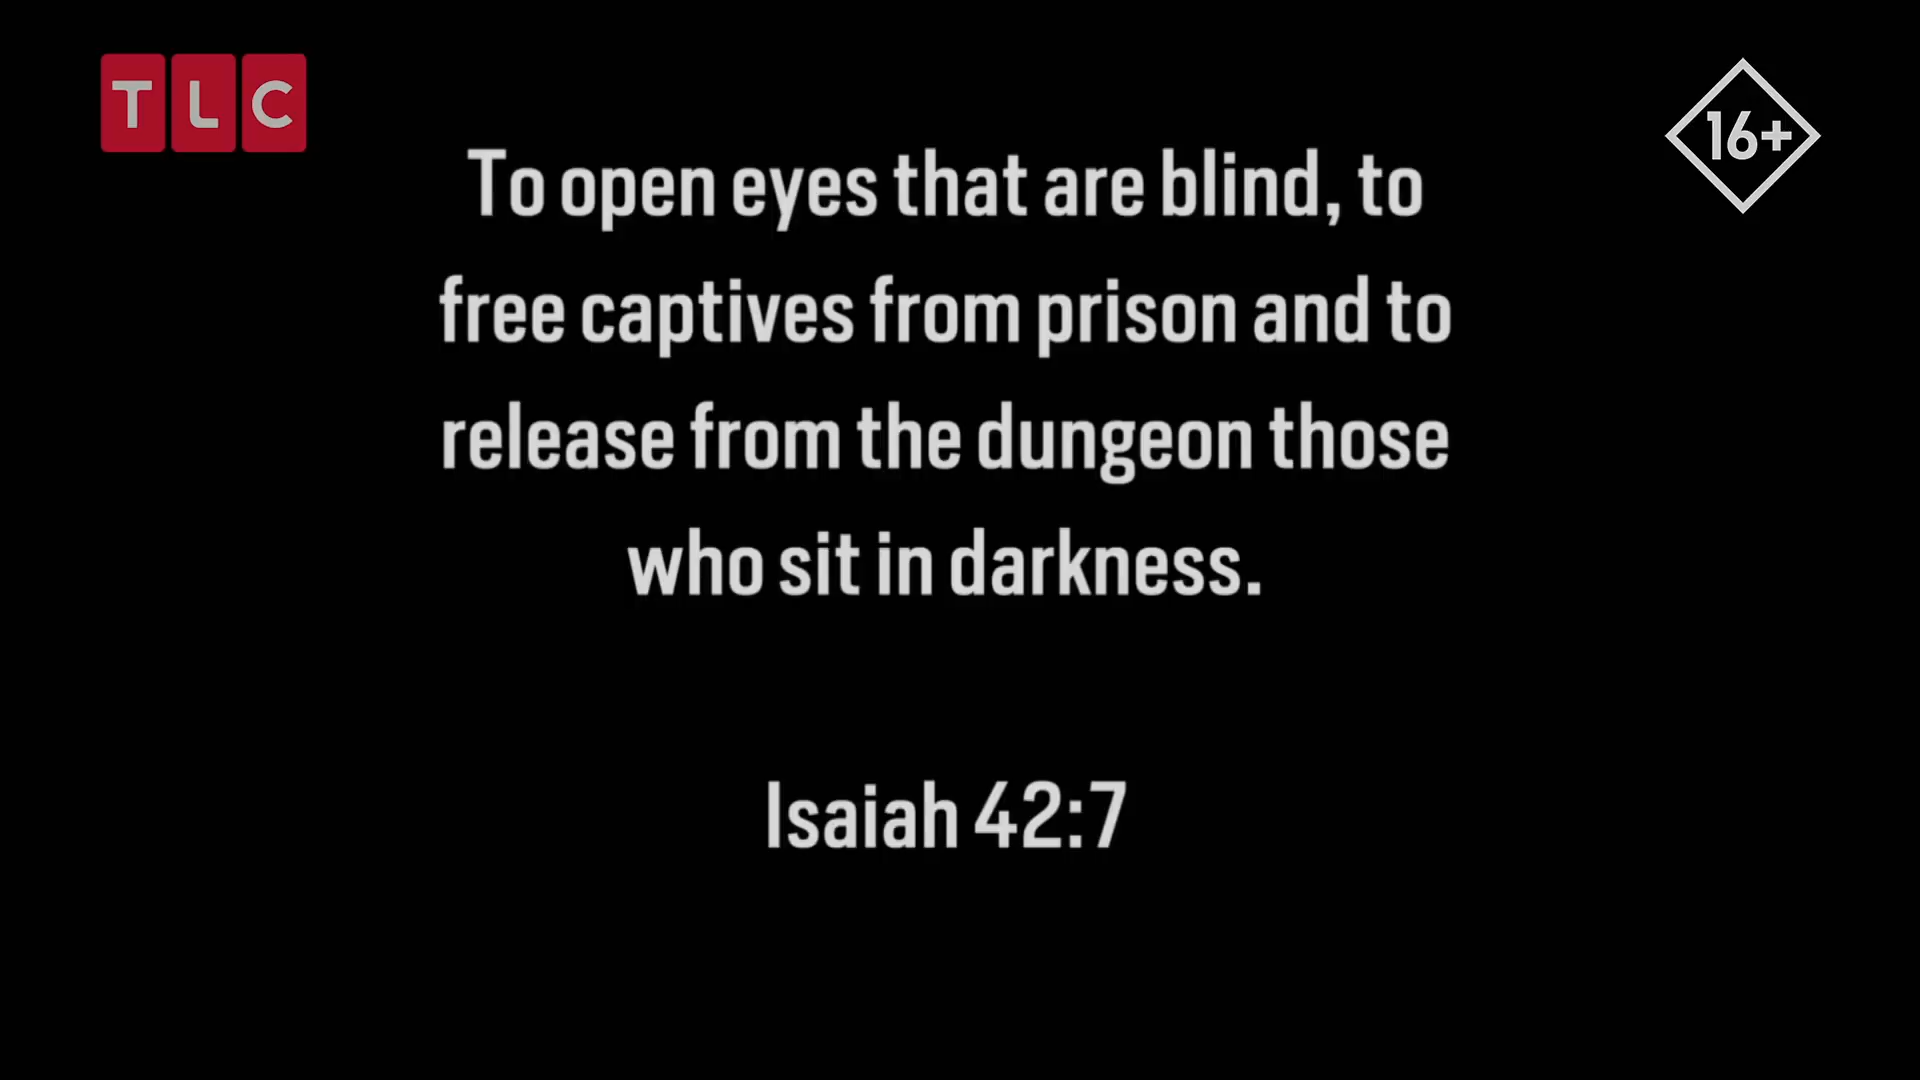 TLC
16+
To open eyes that are blind, to
free captives from prison and to
release from the dungeon those
who sit in darkness.
Isaiah 42:7